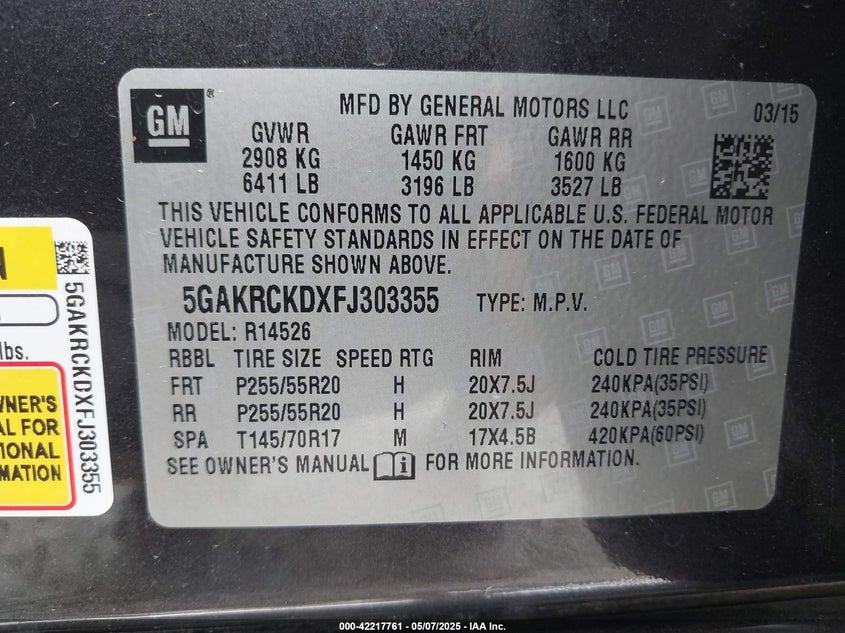 GM
MFD BY GENERAL MOTORS LLC
03/15
GVWR GAWR FRT GAWR RR
2908 KG 1450 KG 1600 KG
6411 LB 3196 LB 3527 LB
THIS VEHICLE CONFORMS TO ALL APPLICABLE U.S. FEDERAL MOTOR
VEHICLE SAFETY STANDARDS IN EFFECT ON THE DATE OF
MANUFACTURE SHOWN ABOVE.
5GAKRCKDXFJ303355 TYPE: M.P.V.
MODEL: R14526
RBBL TIRE SIZE SPEED RTG RIM COLD TIRE PRESSURE
FRT P255/55R20 H 20X7.5J 240KPA(35PSI)
RR P255/55R20 H 20X7.5J 240KPA(35PSI)
SPA T145/70R17 M 17X4.5B 420KPA(60PSI)
SEE OWNER'S MANUAL FOR MORE INFORMATION.
N
lbs.
WNER'S
AL FOR
TIONAL
MATION
5GAKRCKDXFJ303355
000-42217761 - 05/07/2025 - IAA Inc.